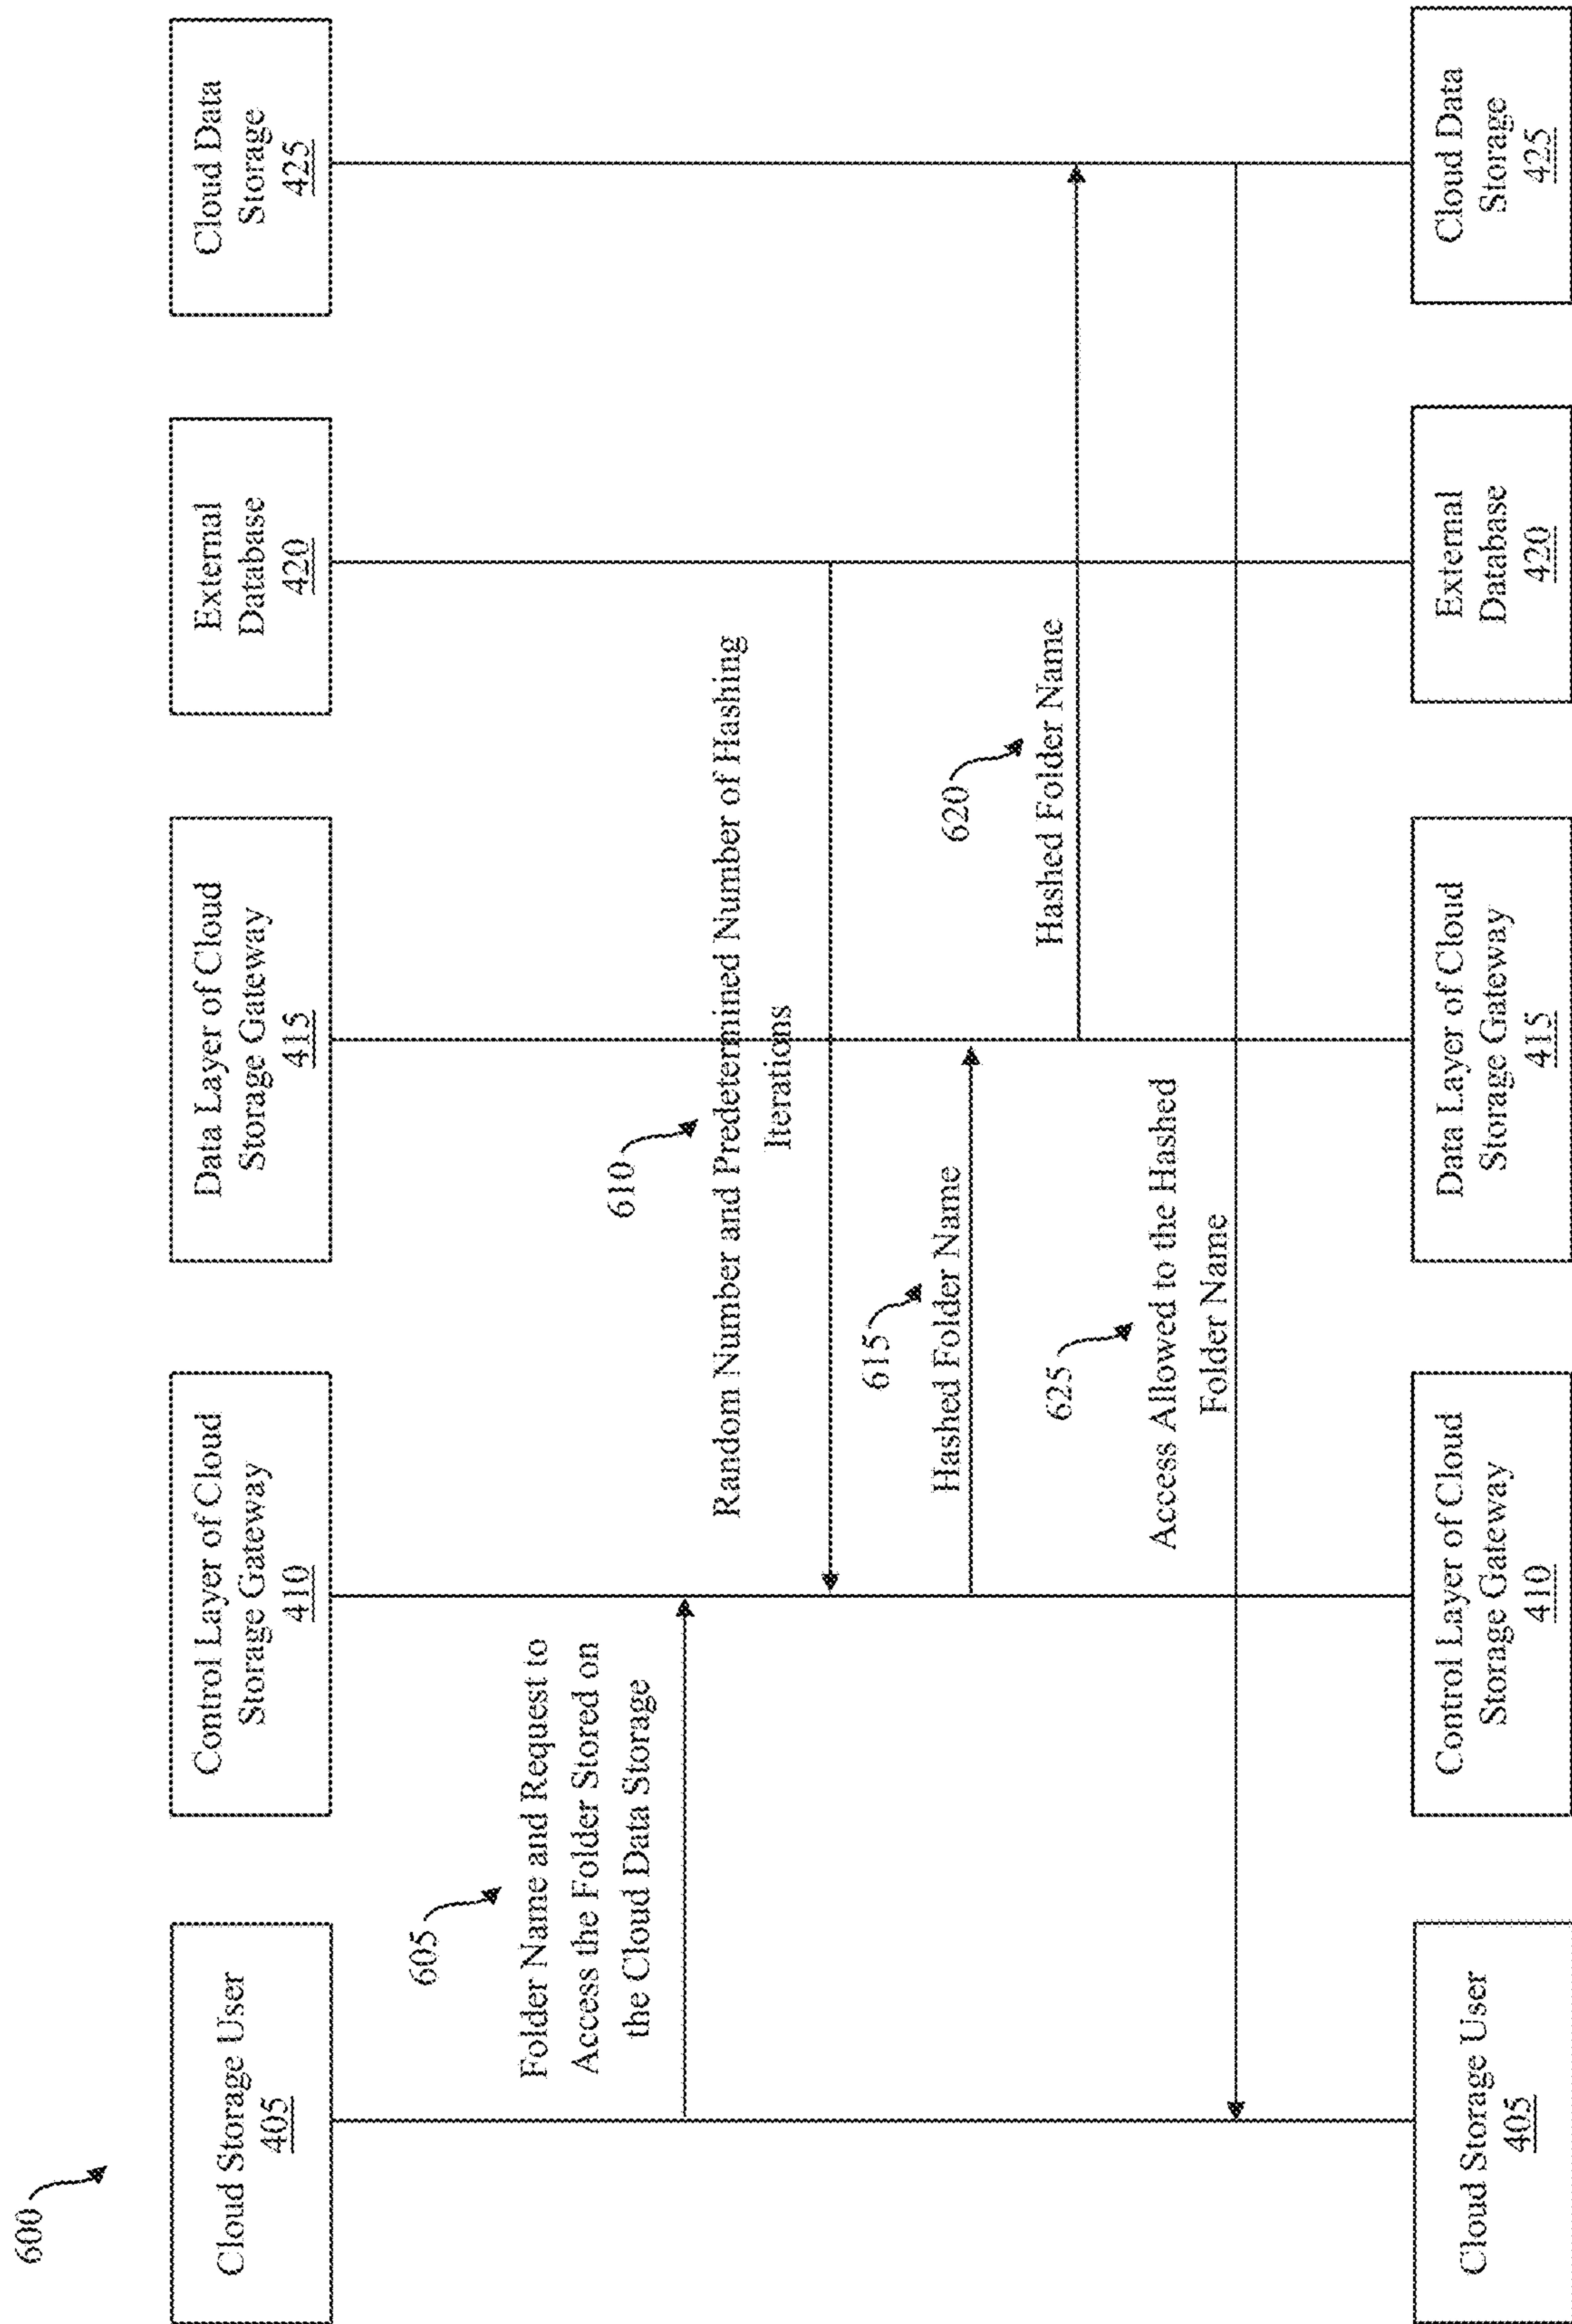 600
Cloud Storage User
405
Control Layer of Cloud
Storage Gateway
410
Data Layer of Cloud
Storage Gateway
415
External
Database
420
Cloud Data
Storage
425
605
Folder Name and Request to
Access the Folder Stored on
the Cloud Data Storage
610
Random Number and Predetermined Number of Hashing
Iterations
615
Hashed Folder Name
620
Hashed Folder Name
625
Access Allowed to the Hashed
Folder Name
Cloud Storage User
405
Control Layer of Cloud
Storage Gateway
410
Data Layer of Cloud
Storage Gateway
415
External
Database
420
Cloud Data
Storage
425